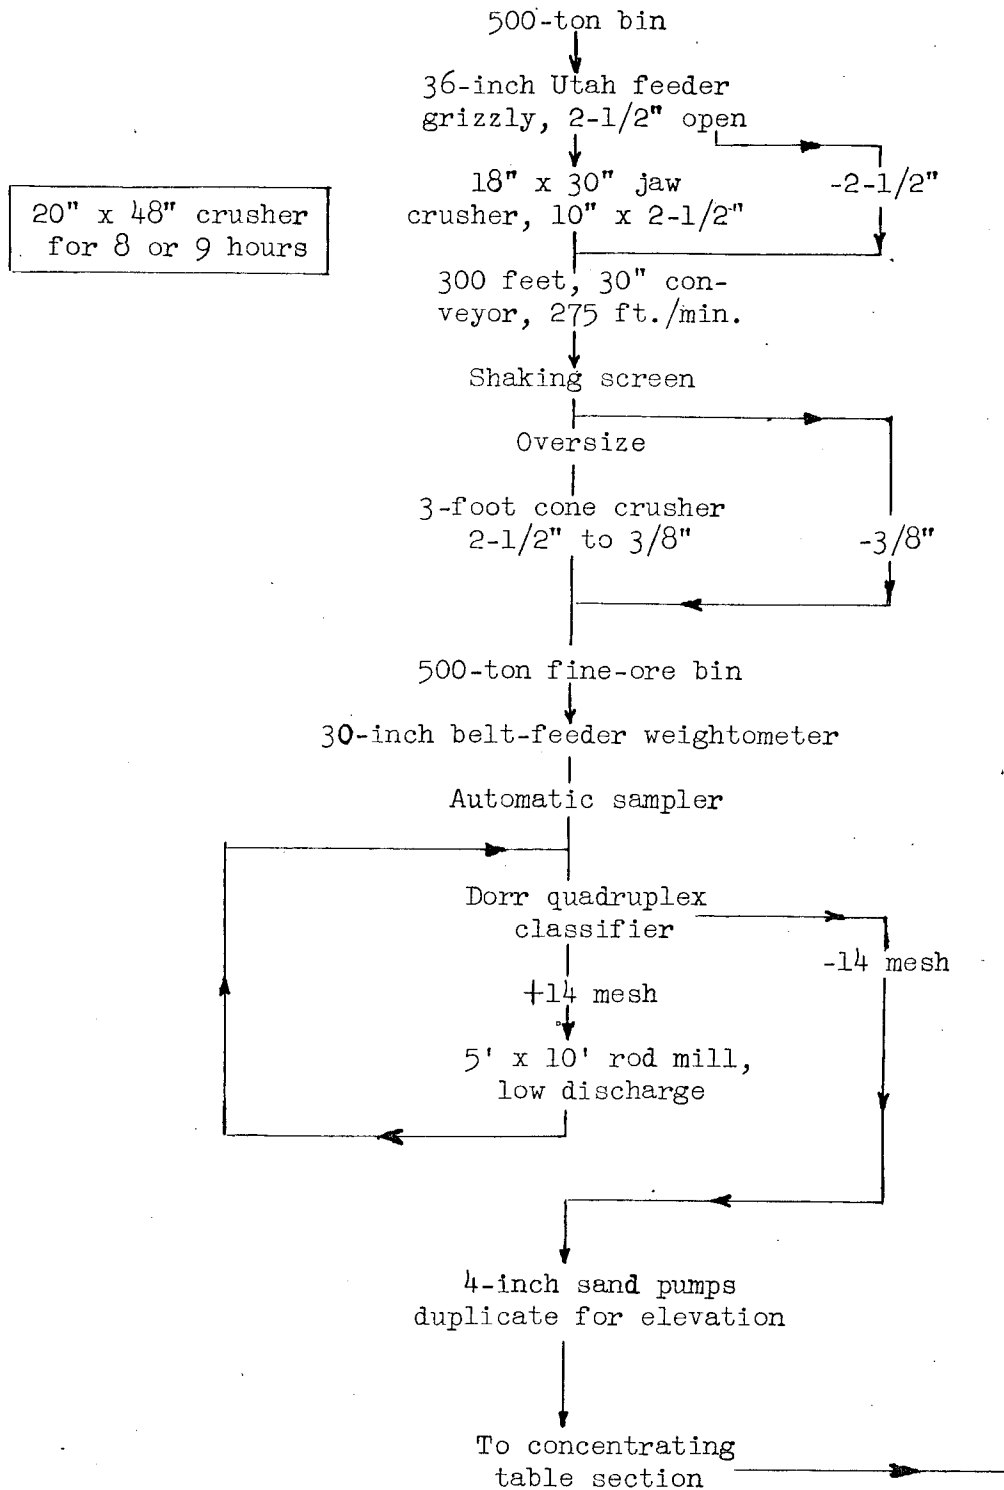 500-ton bin
36-inch Utah feeder
grizzly, 2-1/2" open
-2-1/2"
18" x 30" jaw
crusher, 10" x 2-1/2"
20" x 48" crusher
for 8 or 9 hours
300 feet, 30" con-
veyor, 275 ft./min.
Shaking screen
Oversize
3-foot cone crusher
2-1/2" to 3/8"
-3/8"
500-ton fine-ore bin
30-inch belt-feeder weightometer
Automatic sampler
Dorr quadruplex
classifier
-14 mesh
+14 mesh
5' x 10' rod mill,
low discharge
4-inch sand pumps
duplicate for elevation
To concentrating
table section